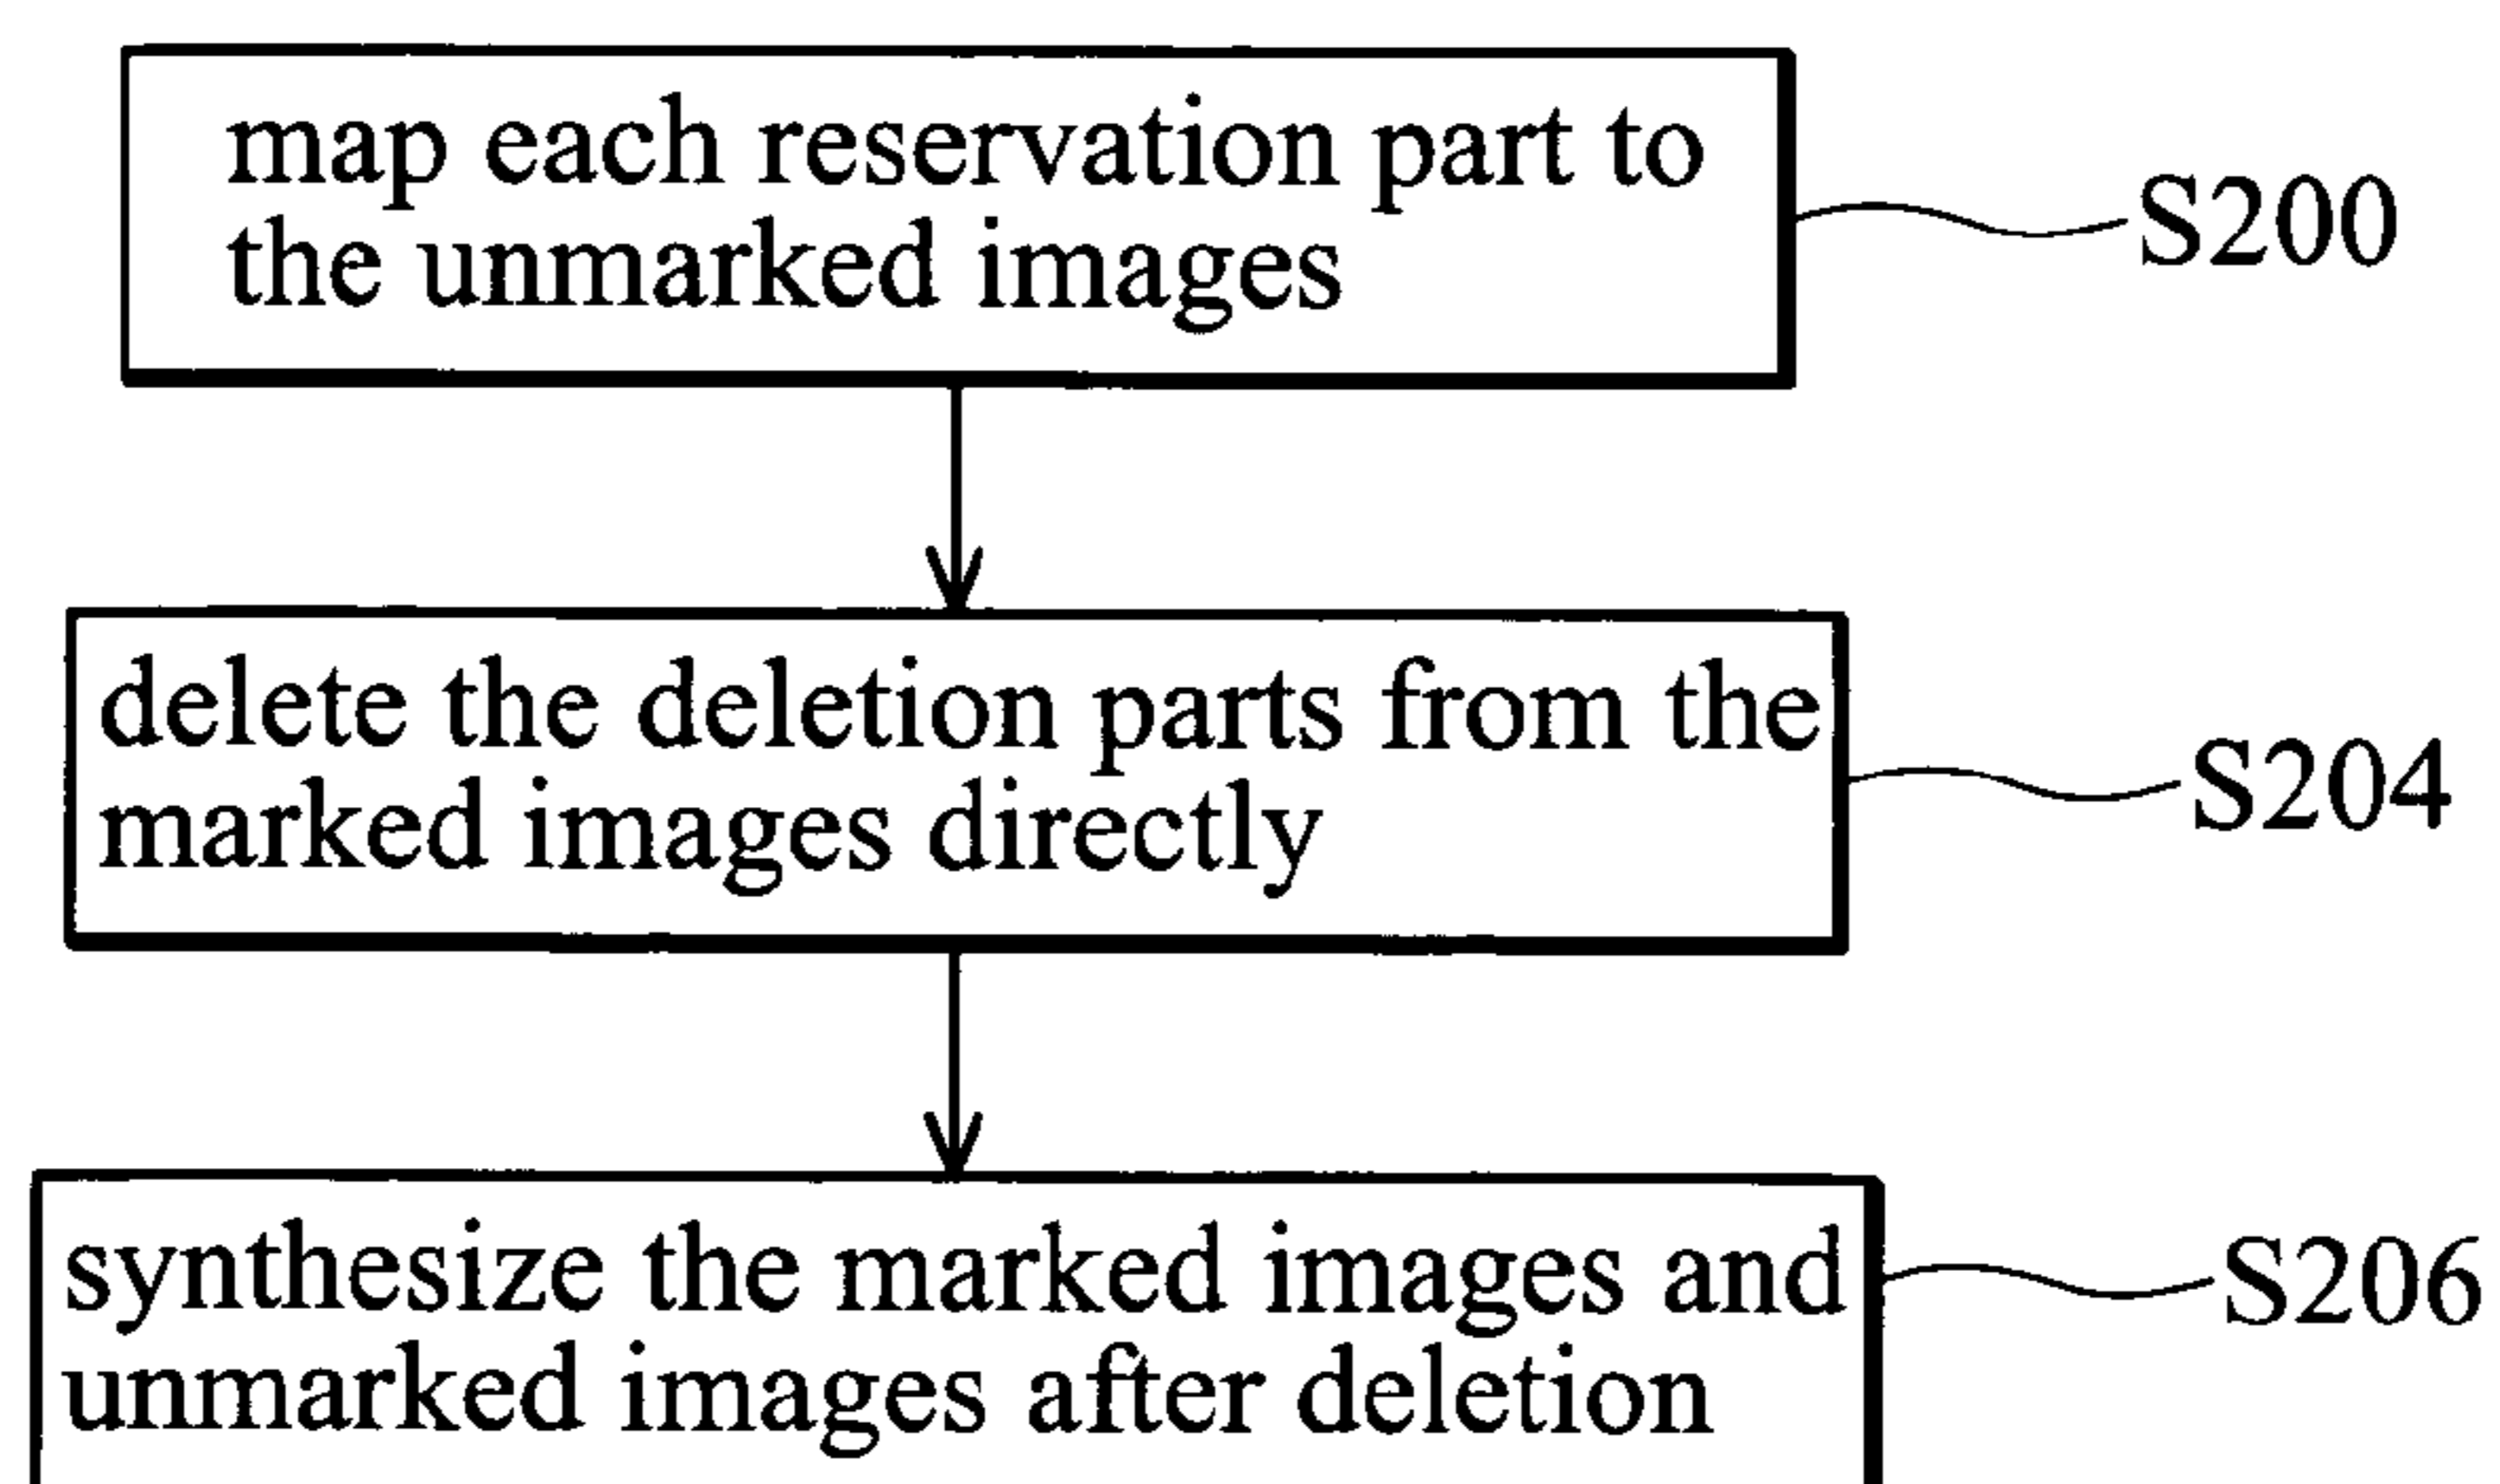 map each reservation part to
the unmarked images
S200
delete the deletion parts from the
marked images directly
S204
synthesize the marked images and
unmarked images after deletion
S206